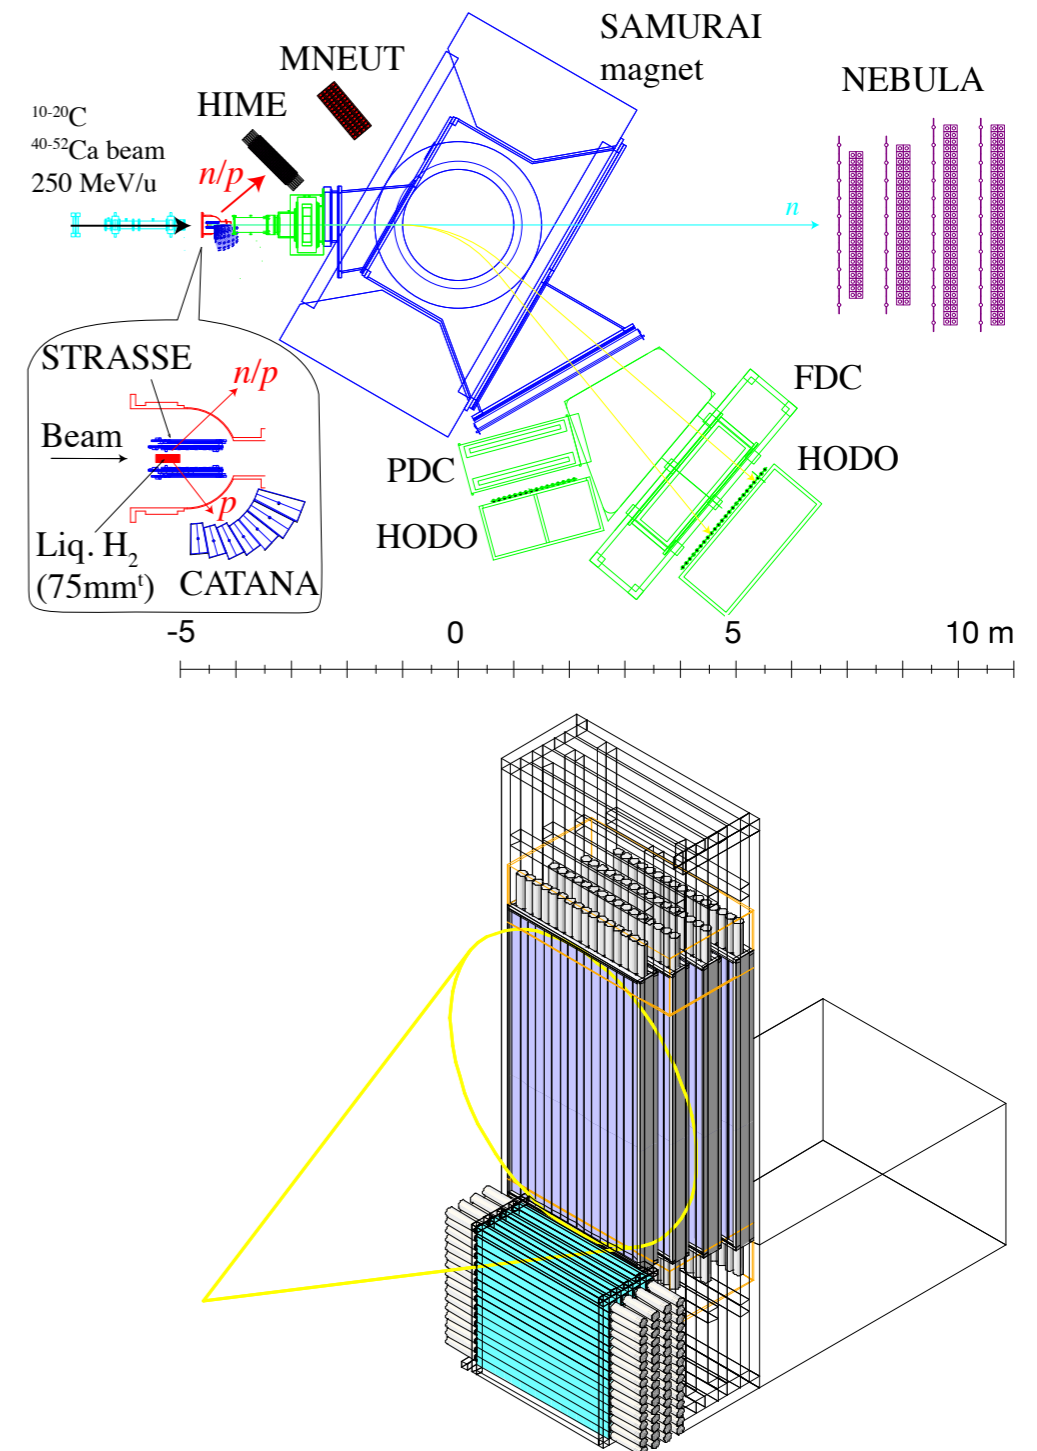 SAMURAI
magnet
MNEUT
NEBULA
HIME
¹⁰⁻²⁰C
⁴⁰⁻⁵²Ca beam
250 MeV/u
n/p
n
STRASSE
n/p
Beam
p
Liq. H₂
(75mmᵗ)
CATANA
FDC
PDC
HODO
HODO
-5 0 5 10 m